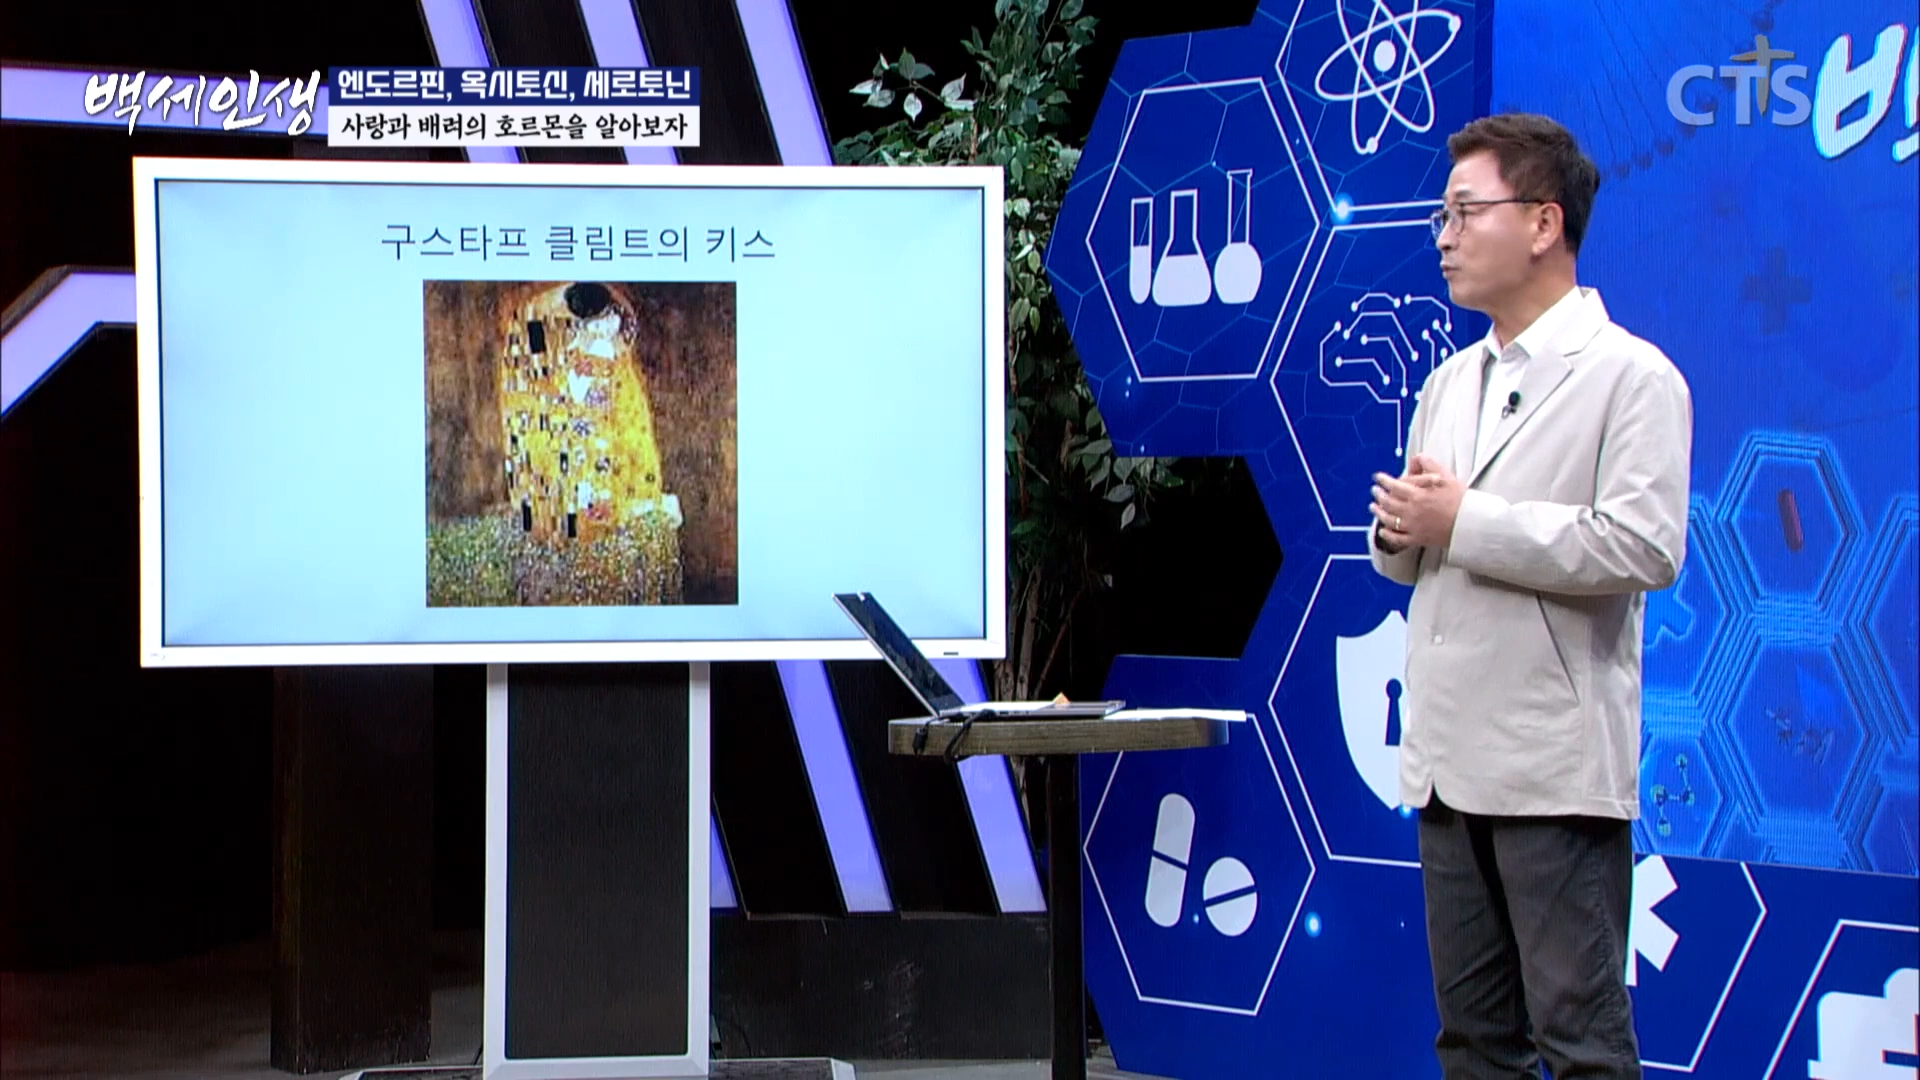 백세인생
엔도르핀, 옥시토신, 세로토닌
사랑과 배려의 호르몬을 알아보자
CTS
구스타프 클림트의 키스